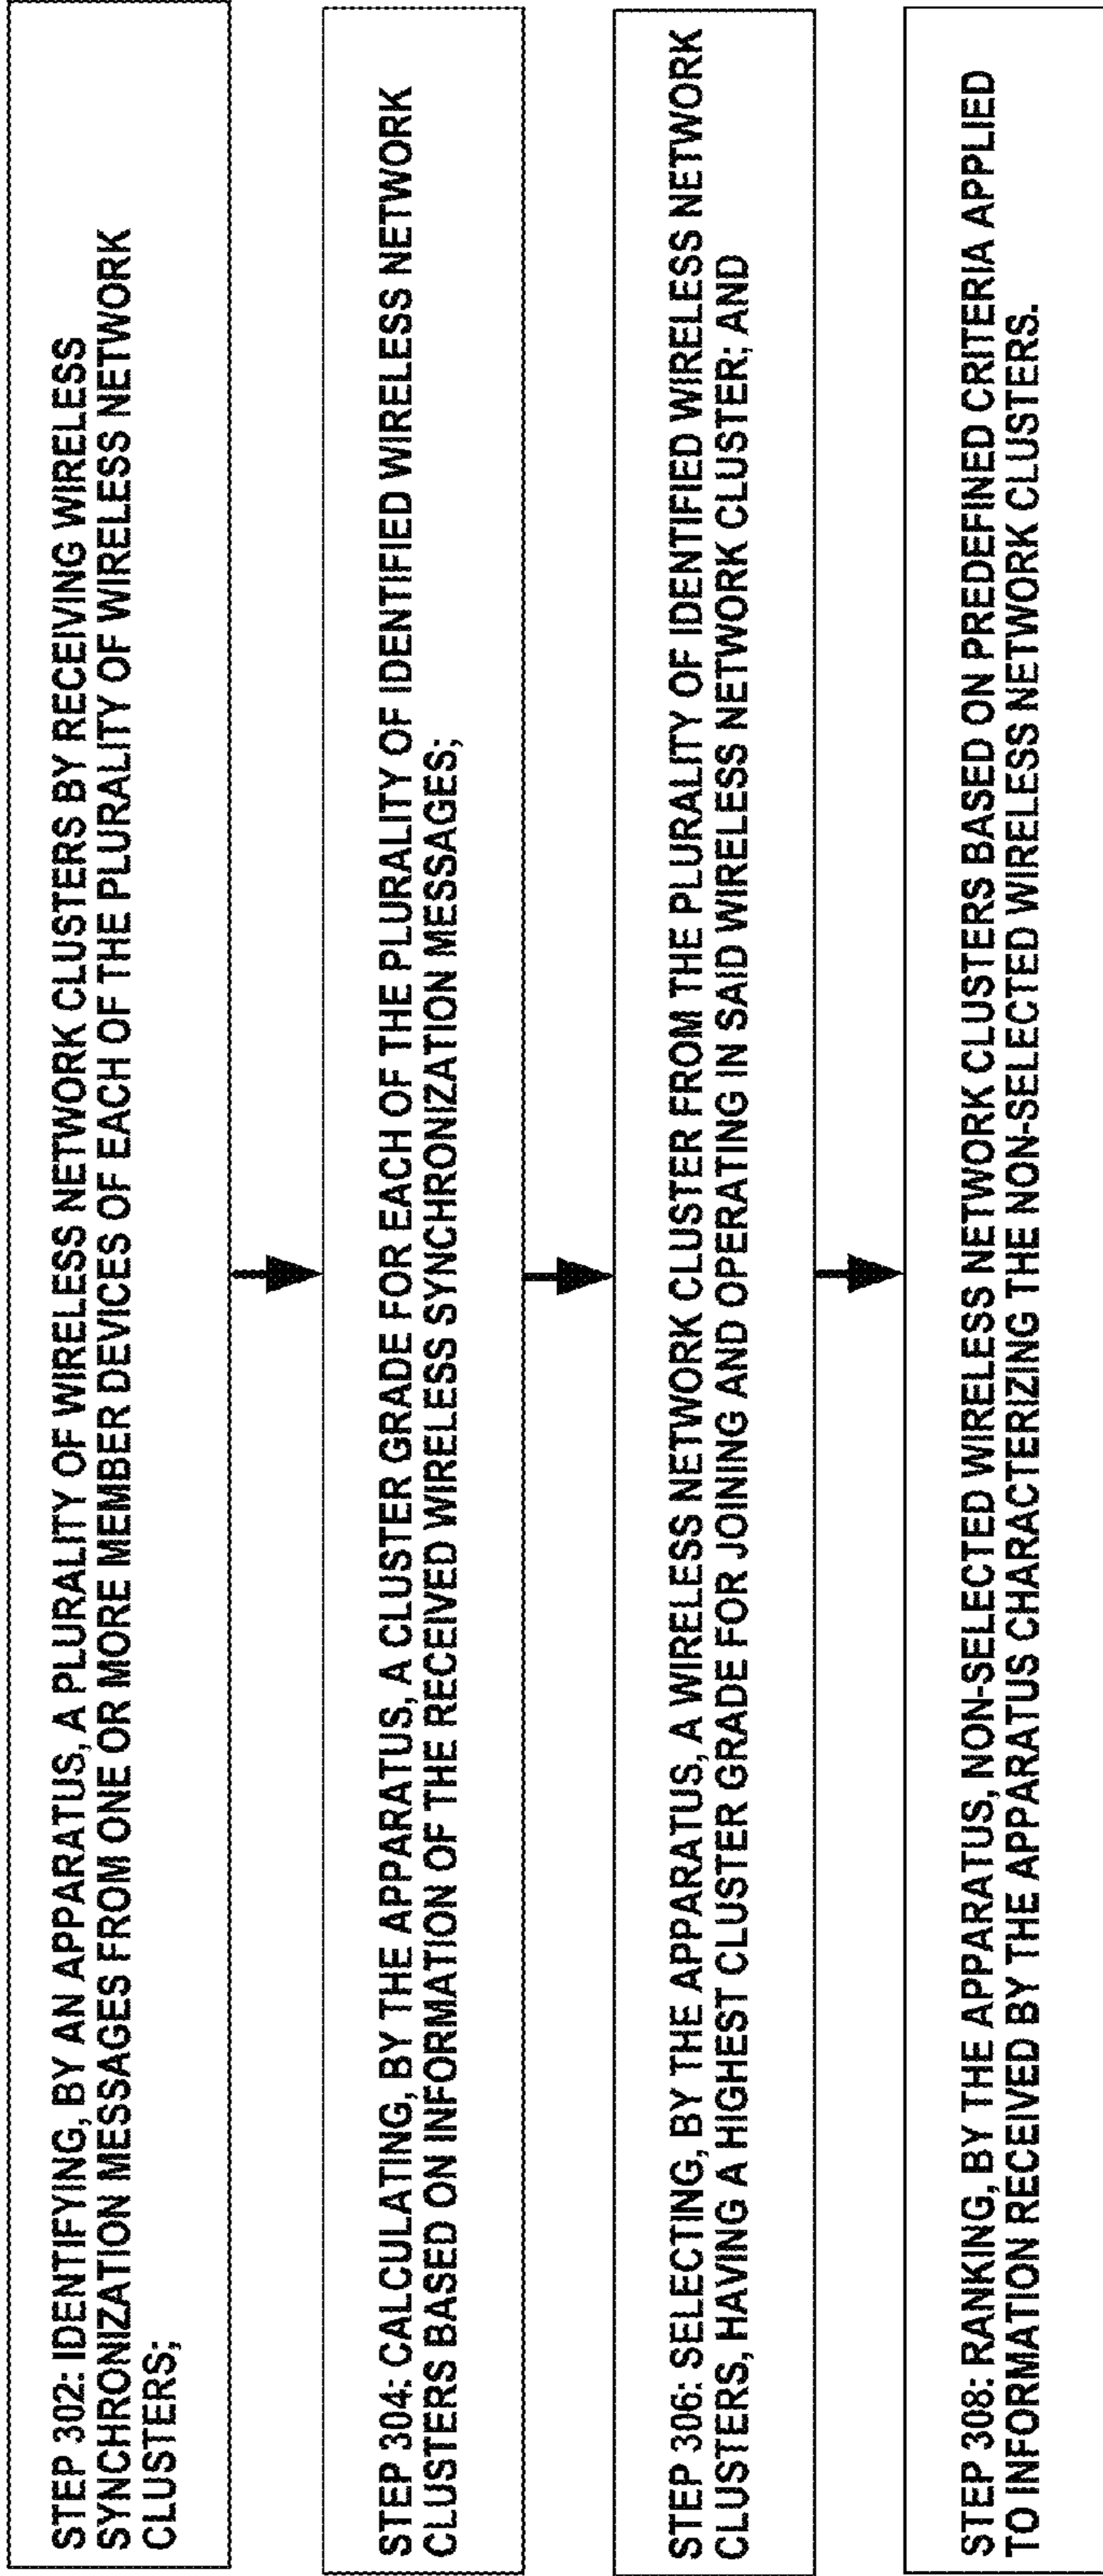 STEP 302: IDENTIFYING, BY AN APPARATUS, A PLURALITY OF WIRELESS NETWORK CLUSTERS BY RECEIVING WIRELESS
SYNCHRONIZATION MESSAGES FROM ONE OR MORE MEMBER DEVICES OF EACH OF THE PLURALITY OF WIRELESS NETWORK
CLUSTERS;
STEP 304: CALCULATING, BY THE APPARATUS, A CLUSTER GRADE FOR EACH OF THE PLURALITY OF IDENTIFIED WIRELESS NETWORK
CLUSTERS BASED ON INFORMATION OF THE RECEIVED WIRELESS SYNCHRONIZATION MESSAGES;
STEP 306: SELECTING, BY THE APPARATUS, A WIRELESS NETWORK CLUSTER FROM THE PLURALITY OF IDENTIFIED WIRELESS NETWORK
CLUSTERS, HAVING A HIGHEST CLUSTER GRADE FOR JOINING AND OPERATING IN SAID WIRELESS NETWORK CLUSTER; AND
STEP 308: RANKING, BY THE APPARATUS, NON-SELECTED WIRELESS NETWORK CLUSTERS BASED ON PREDEFINED CRITERIA APPLIED
TO INFORMATION RECEIVED BY THE APPARATUS CHARACTERIZING THE NON-SELECTED WIRELESS NETWORK CLUSTERS.